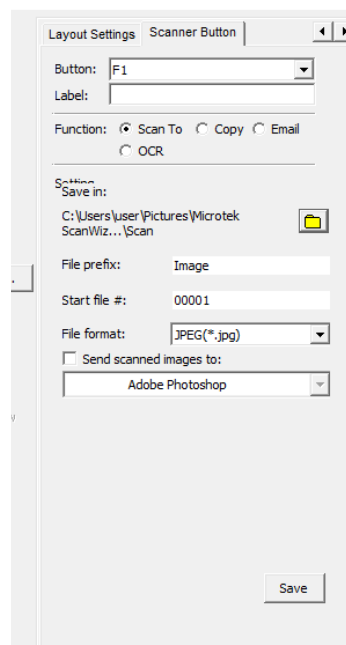 Layout Settings Scanner Button
Button: F1
Label:
Function: Scan To Copy Email
OCR
Setting
Save in:
C:\Users\user\Pictures\Microtek
ScanWiz...\Scan
File prefix: Image
Start file #: 00001
File format: JPEG(*.jpg)
Send scanned images to:
Adobe Photoshop
Save